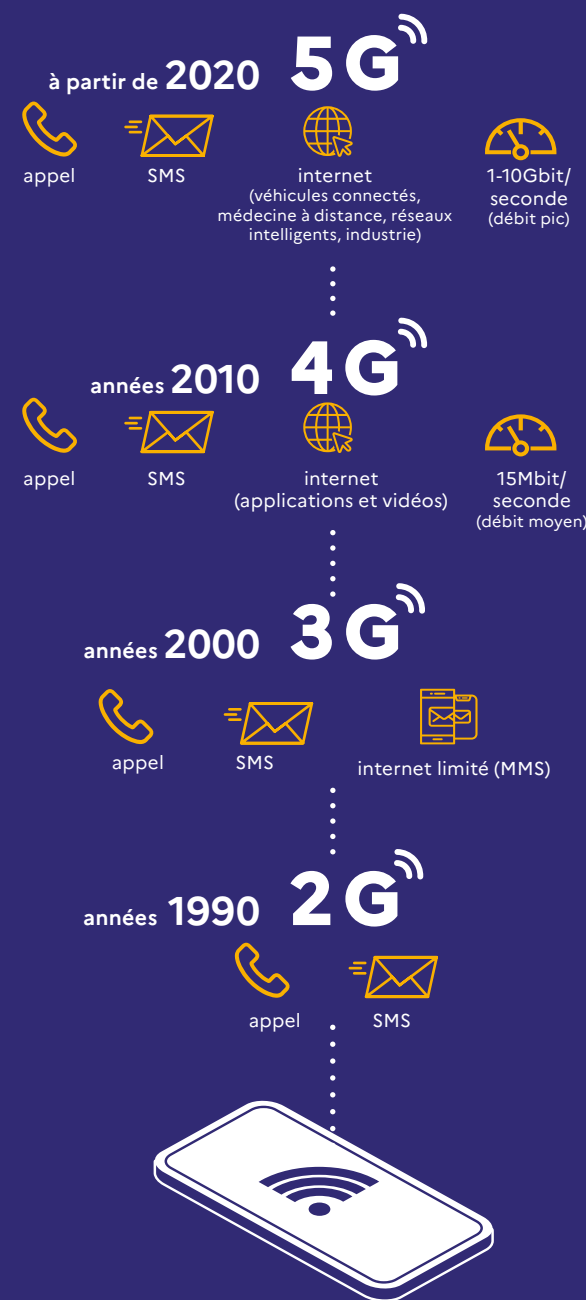 à partir de 2020 5G
appel
SMS
internet
(véhicules connectés,
médecine à distance, réseaux
intelligents, industrie)
1-10Gbit/
seconde
(débit pic)
années 2010 4G
appel
SMS
internet
(applications et vidéos)
15Mbit/
seconde
(débit moyen)
années 2000 3G
appel
SMS
internet limité (MMS)
années 1990 2G
appel
SMS